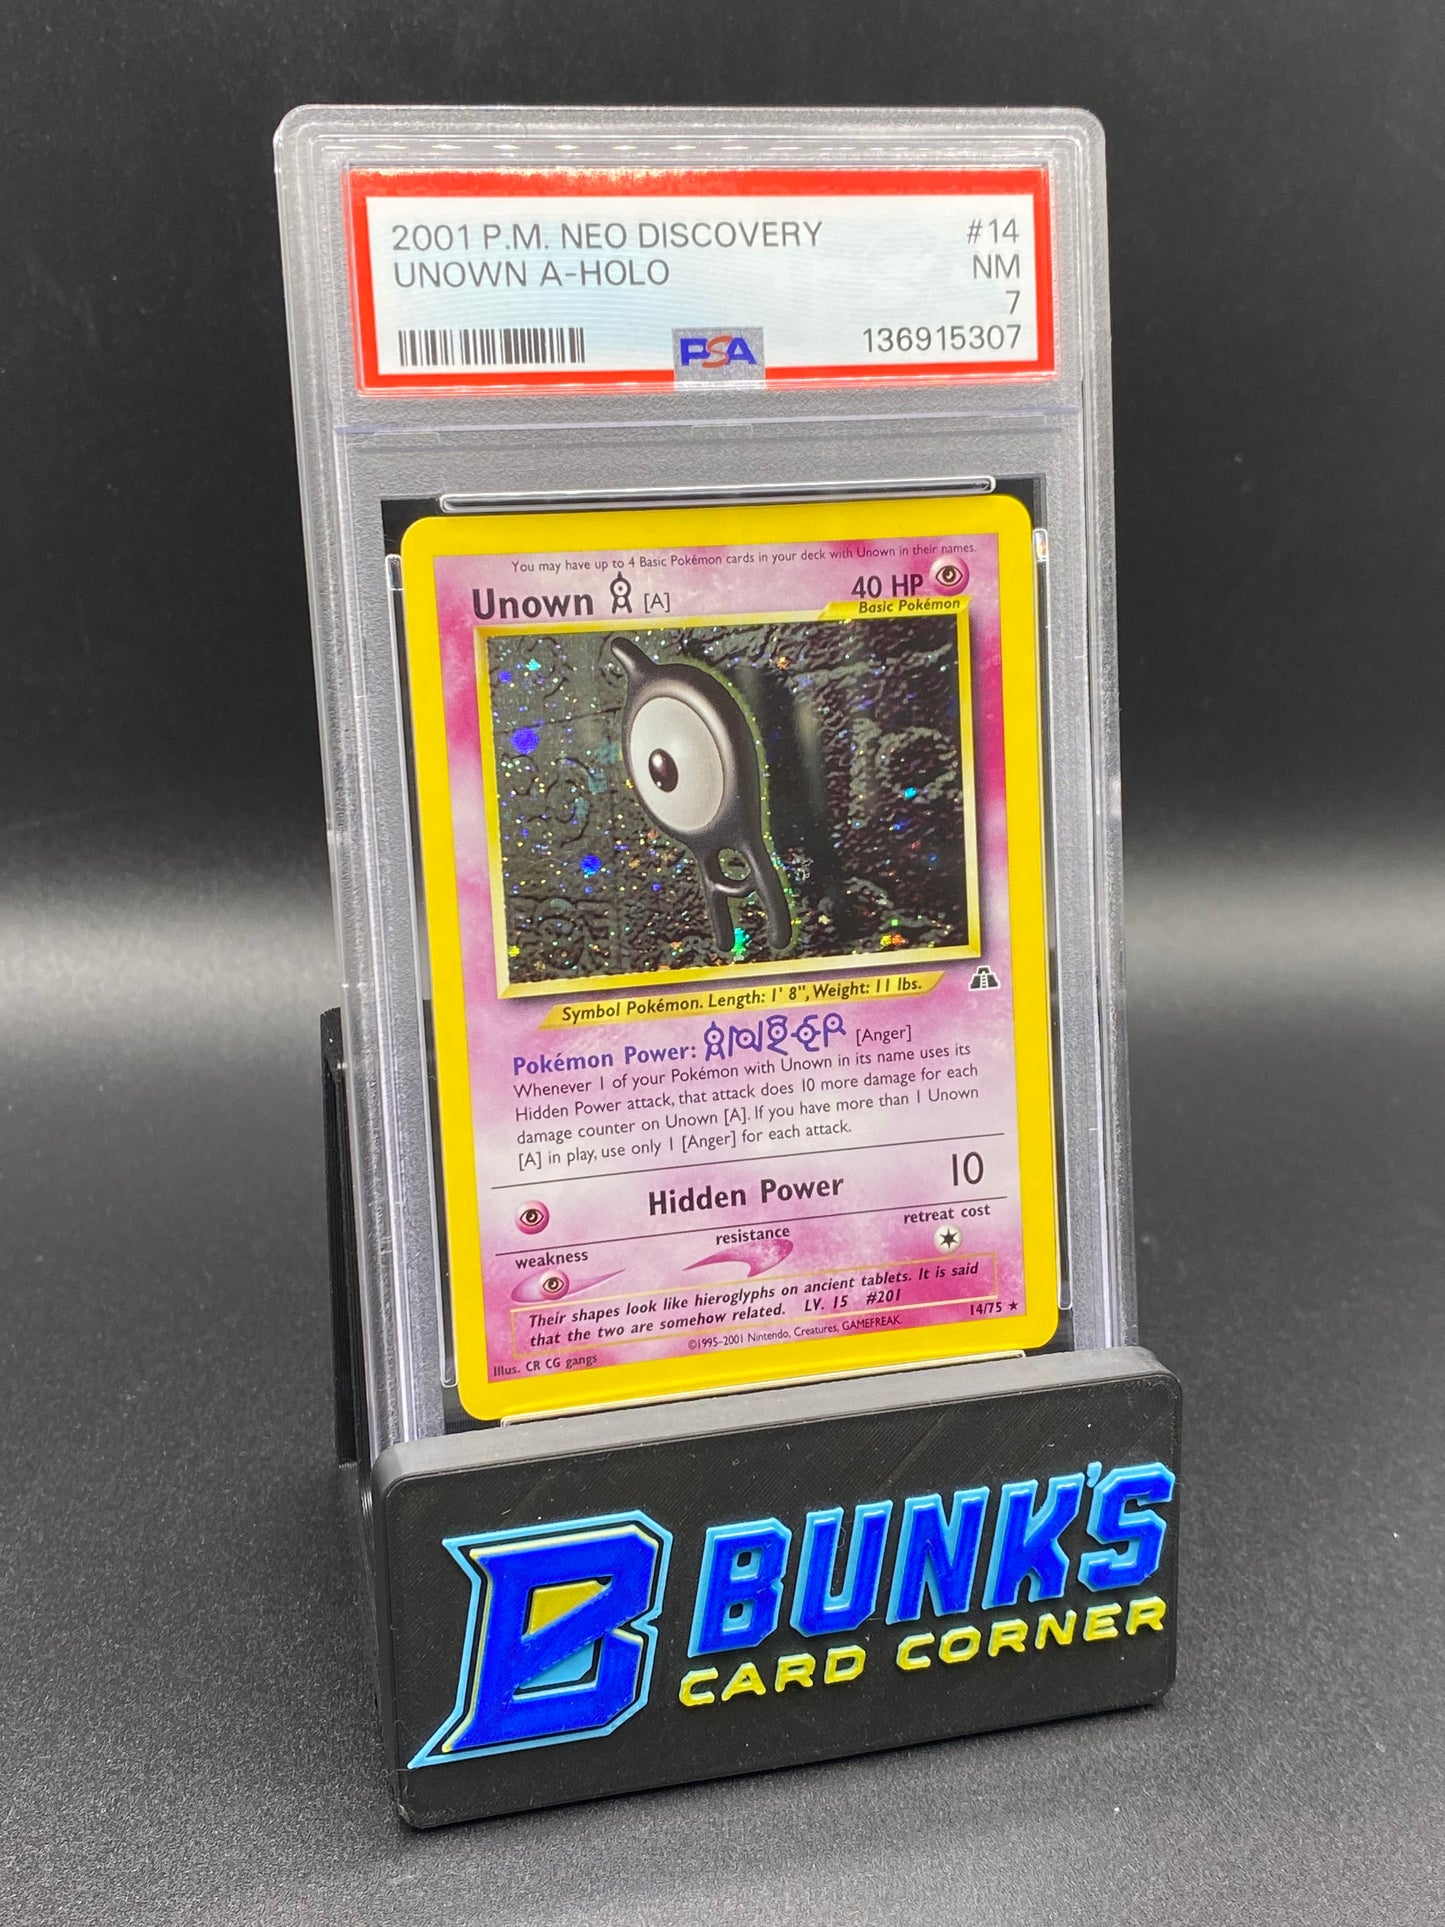 2001 P.M. NEO DISCOVERY #14
UNOWN A-HOLO NM
7
PSA 136915307
You may have up to 4 Basic Pokémon cards in your deck with Unown in their names.
Unown [A] 40 HP
Basic Pokémon
Symbol Pokémon. Length: 1' 8", Weight: 11 lbs.
Pokémon Power: [Anger]
Whenever 1 of your Pokémon with Unown in its name uses its
Hidden Power attack, that attack does 10 more damage for each
damage counter on Unown [A]. If you have more than 1 Unown
[A] in play, use only 1 [Anger] for each attack.
Hidden Power 10
weakness resistance retreat cost
Their shapes look like hieroglyphs on ancient tablets. It is said
that the two are somehow related. LV. 15 #201
14/75 ★
Illus. CR CG gangs ©1995-2001 Nintendo, Creatures, GAMEFREAK.
B BUNK'S
CARD CORNER